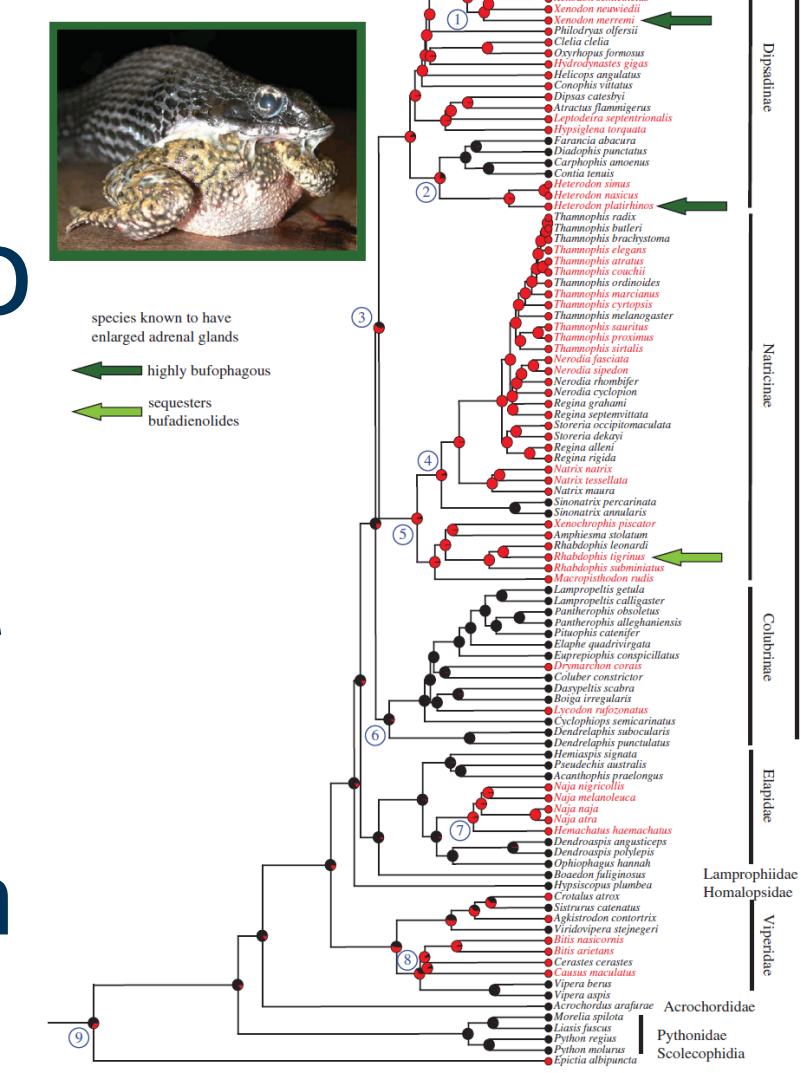 Xenodon neuwiedii
Xenodon merremi
Philodryas olfersii
Clelia clelia
Oxyrhopus formosus
Hydrodynastes gigas
Helicops angulatus
Conophis vittatus
Dipsas catesbyi
Atractus flammigerus
Leptodeira septentrionalis
Hypsiglena torquata
Farancia abacura
Diadophis punctatus
Carphophis amoenus
Contia tenuis
Heterodon simus
Heterodon nasicus
Heterodon platirhinos
Thamnophis radix
Thamnophis butleri
Thamnophis brachystoma
Thamnophis elegans
Thamnophis atratus
Thamnophis couchii
Thamnophis ordinoides
Thamnophis marcianus
Thamnophis cyrtopsis
Thamnophis melanogaster
Thamnophis sauritus
Thamnophis proximus
Thamnophis sirtalis
Nerodia fasciata
Nerodia sipedon
Nerodia rhombifer
Nerodia cyclopion
Regina grahami
Regina septemvittata
Storeria occipitomaculata
Storeria dekayi
Regina alleni
Regina rigida
Natrix natrix
Natrix tessellata
Natrix maura
Sinonatrix percarinata
Sinonatrix annularis
Xenochrophis piscator
Amphiesma stolatum
Rhabdophis leonardi
Rhabdophis tigrinus
Rhabdophis subminiatus
Macropisthodon rudis
Lampropeltis getula
Lampropeltis calligaster
Pantherophis obsoletus
Pantherophis alleghaniensis
Pituophis catenifer
Elaphe quadrivirgata
Euprepiophis conspicillatus
Drymarchon corais
Coluber constrictor
Dasypeltis scabra
Boiga irregularis
Lycodon rufozonatus
Cyclophiops semicarinatus
Dendrelaphis subocularis
Dendrelaphis punctulatus
Hemiaspis signata
Pseudechis australis
Acanthophis praelongus
Naja nigricollis
Naja melanoleuca
Naja naja
Naja atra
Hemachatus haemachatus
Dendroaspis angusticeps
Dendroaspis polylepis
Ophiophagus hannah
Boaedon fuliginosus
Hypsiscopus plumbea
Crotalus atrox
Sistrurus catenatus
Agkistrodon contortrix
Viridovipera stejnegeri
Bitis nasicornis
Bitis arietans
Cerastes cerastes
Causus maculatus
Vipera berus
Vipera aspis
Acrochordus arafurae
Morelia spilota
Liasis fuscus
Python regius
Python molurus
Epictia albipuncta
1
2
3
4
5
6
7
8
9
species known to have
enlarged adrenal glands
highly bufophagous
sequesters
bufadienolides
Dipsadinae
Natricinae
Colubrinae
Elapidae
Lamprophiidae
Homalopsidae
Viperidae
Acrochordidae
Pythonidae
Scolecophidia